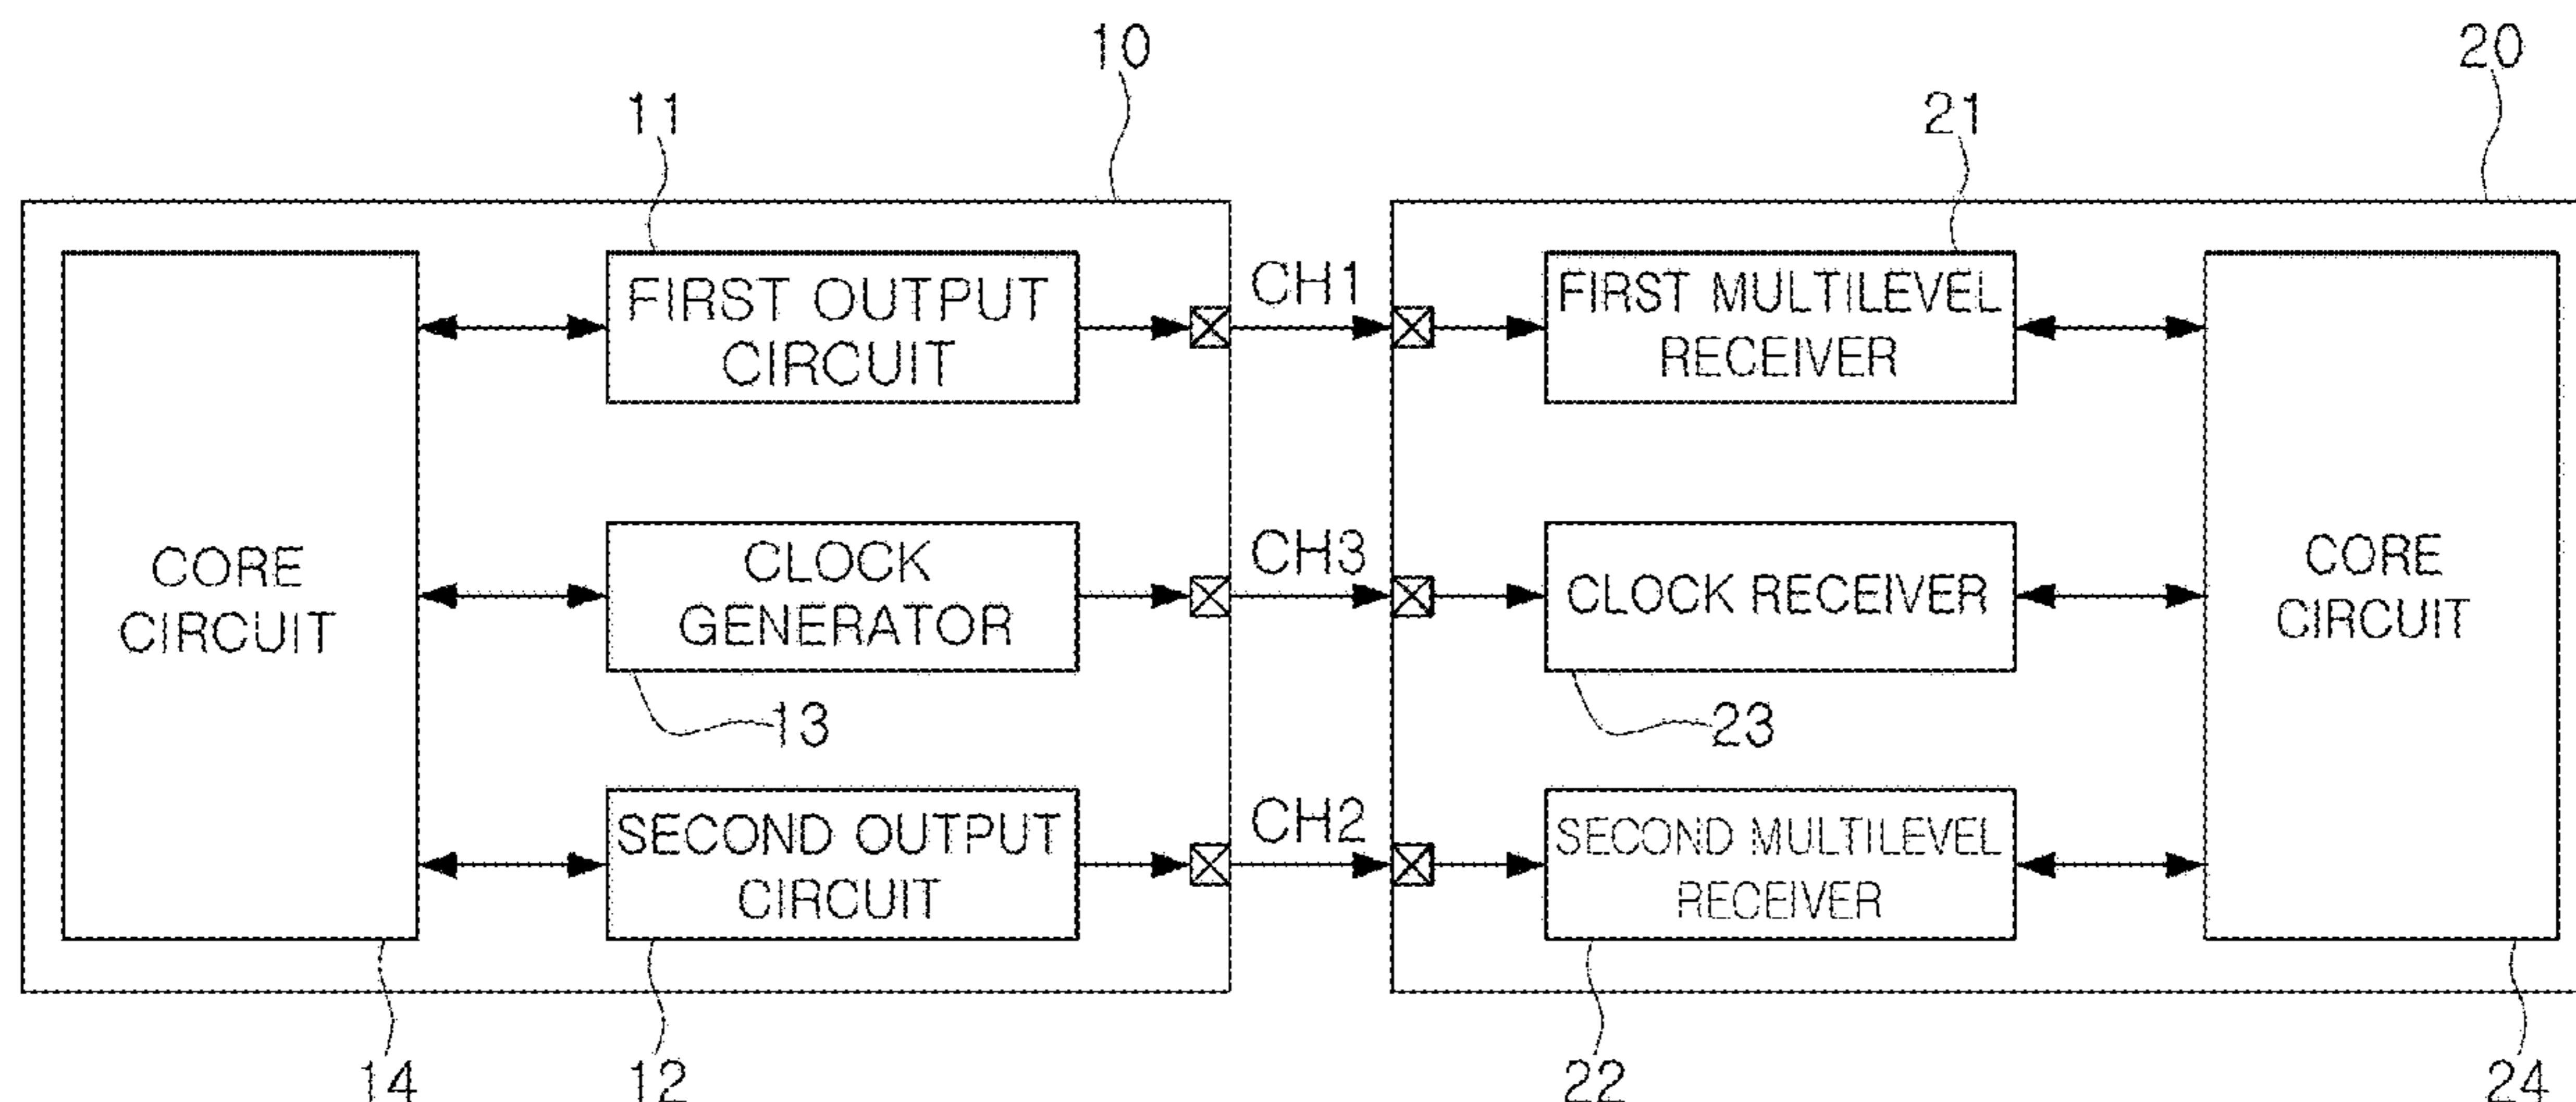 10
20
11
21
FIRST OUTPUT
CIRCUIT
CH1
FIRST MULTILEVEL
RECEIVER
CORE
CIRCUIT
CLOCK
GENERATOR
CH3
CLOCK RECEIVER
CORE
CIRCUIT
13
23
SECOND OUTPUT
CIRCUIT
CH2
SECOND MULTILEVEL
RECEIVER
14
12
22
24